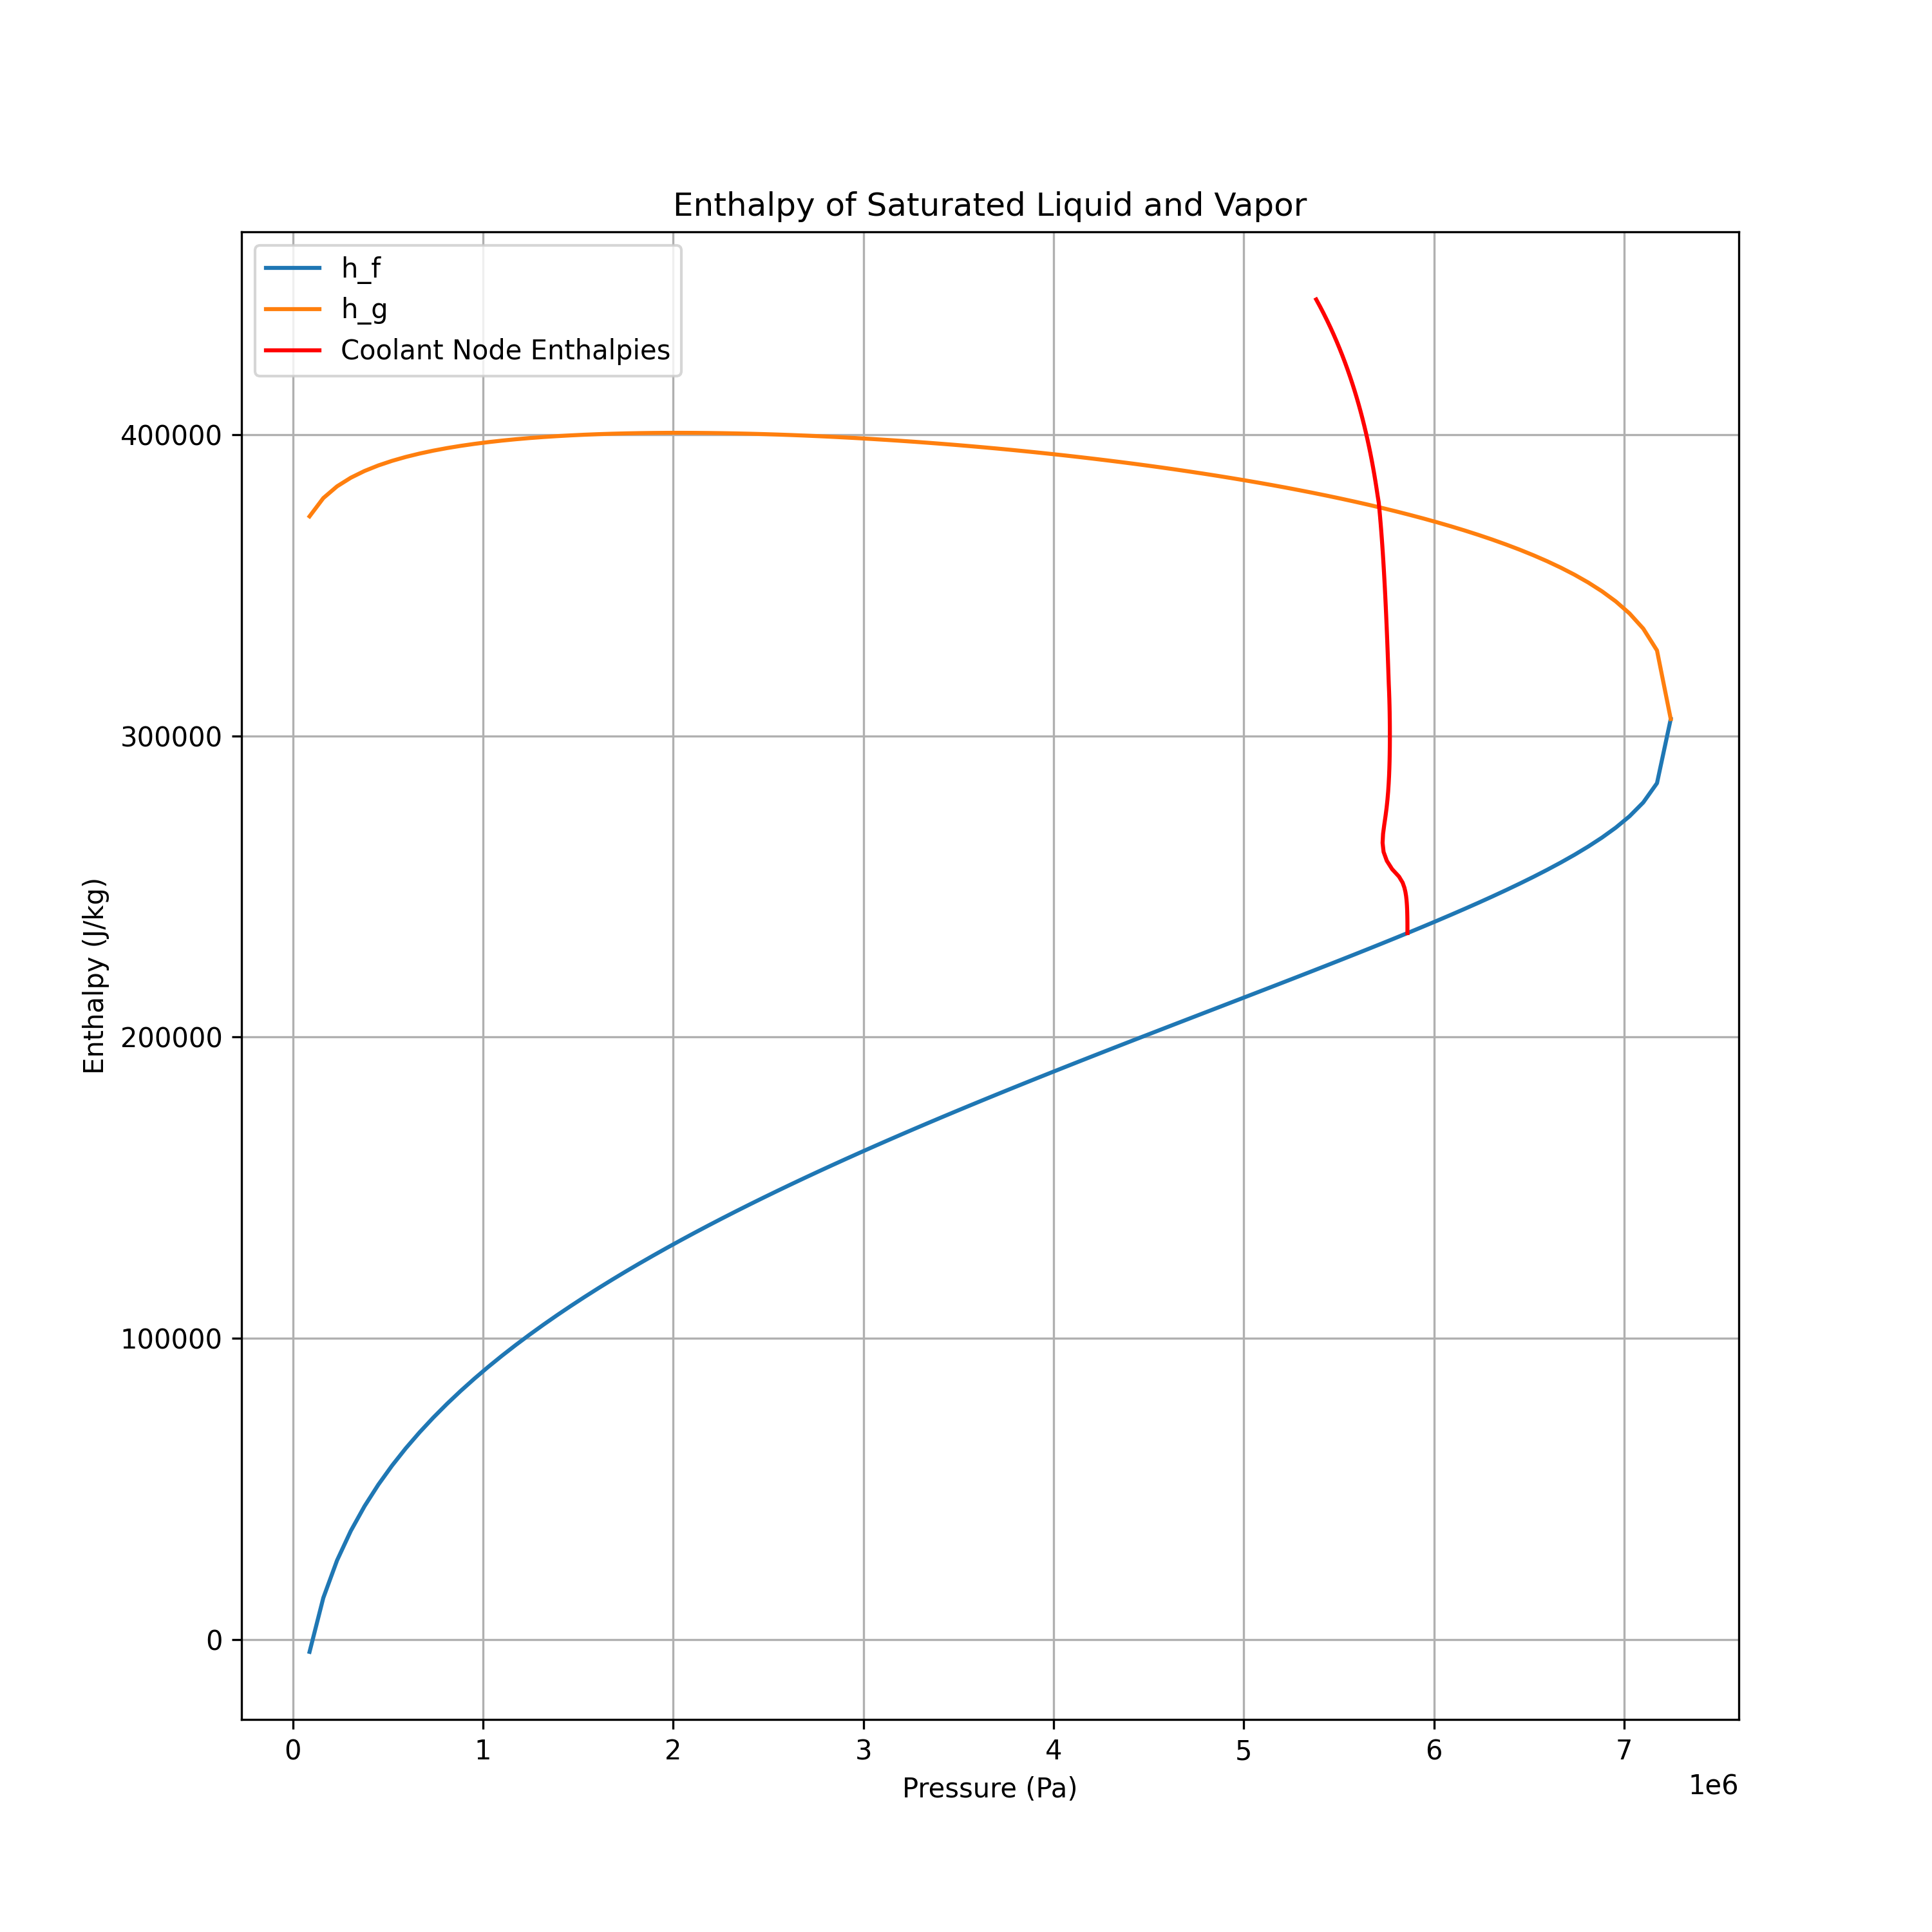 Enthalpy of Saturated Liquid and Vapor
h_f
h_g
Coolant Node Enthalpies
Enthalpy (J/kg)
400000
300000
200000
100000
0
0 1 2 3 4 5 6 7
Pressure (Pa)
1e6